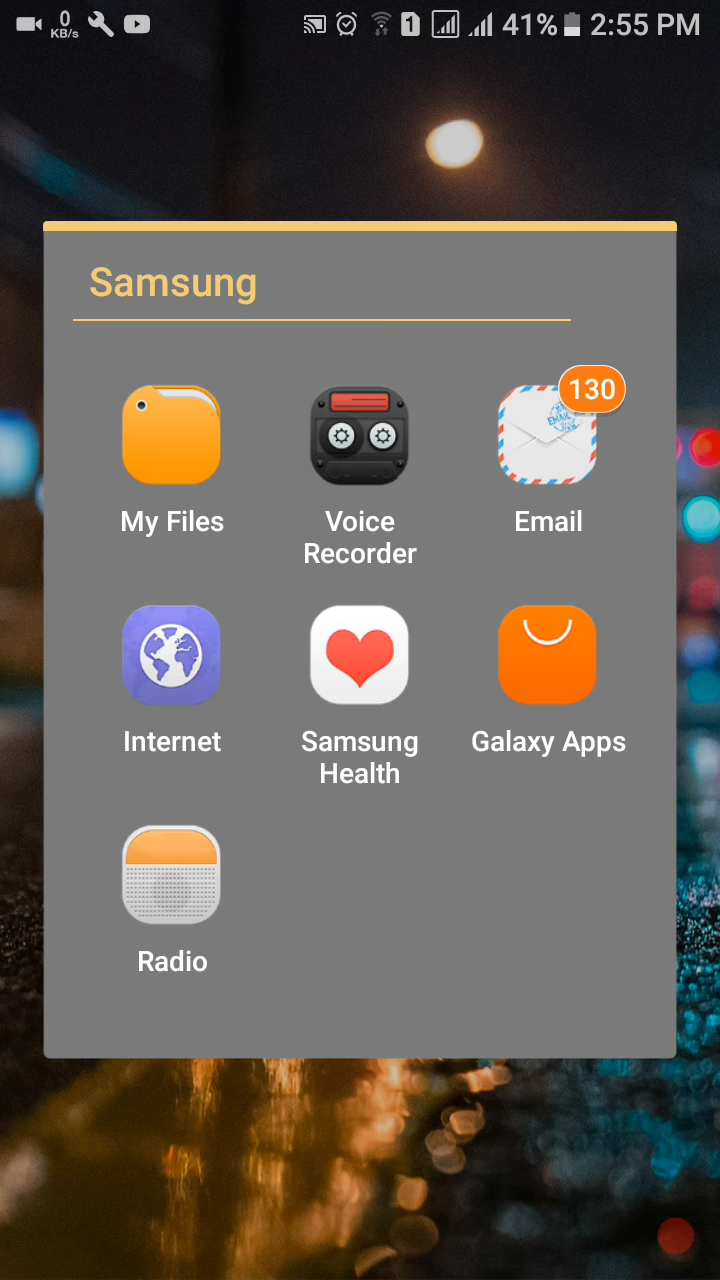 0
KB/s
1
41%
2:55 PM
Samsung
130
My Files
Voice
Recorder
Email
EMAIL
Internet
Samsung
Health
Galaxy Apps
Radio